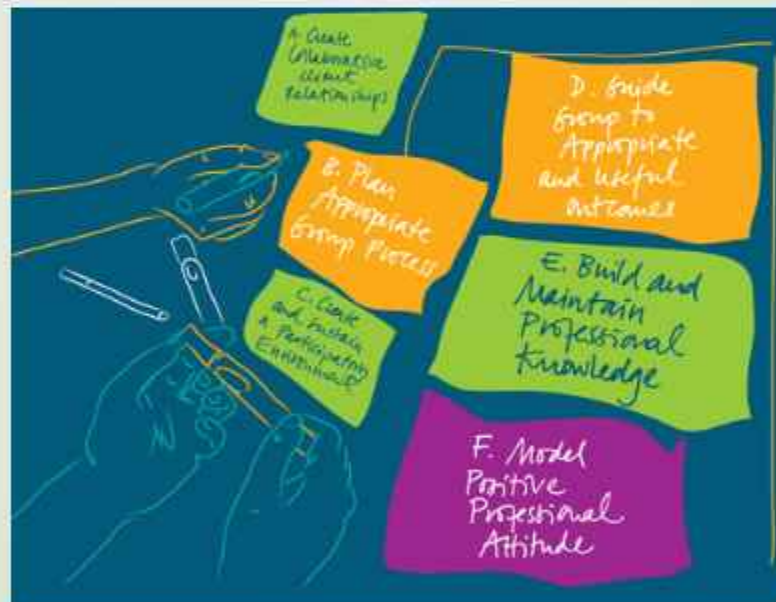 A. Create
Collaborative
Client
Relationships
B. Plan
Appropriate
Group Process
C. Create
and Sustain
a Participatory
Environment
D. Guide
Group to
Appropriate
and Useful
Outcomes
E. Build and
Maintain
Professional
Knowledge
F. Model
Positive
Professional
Attitude